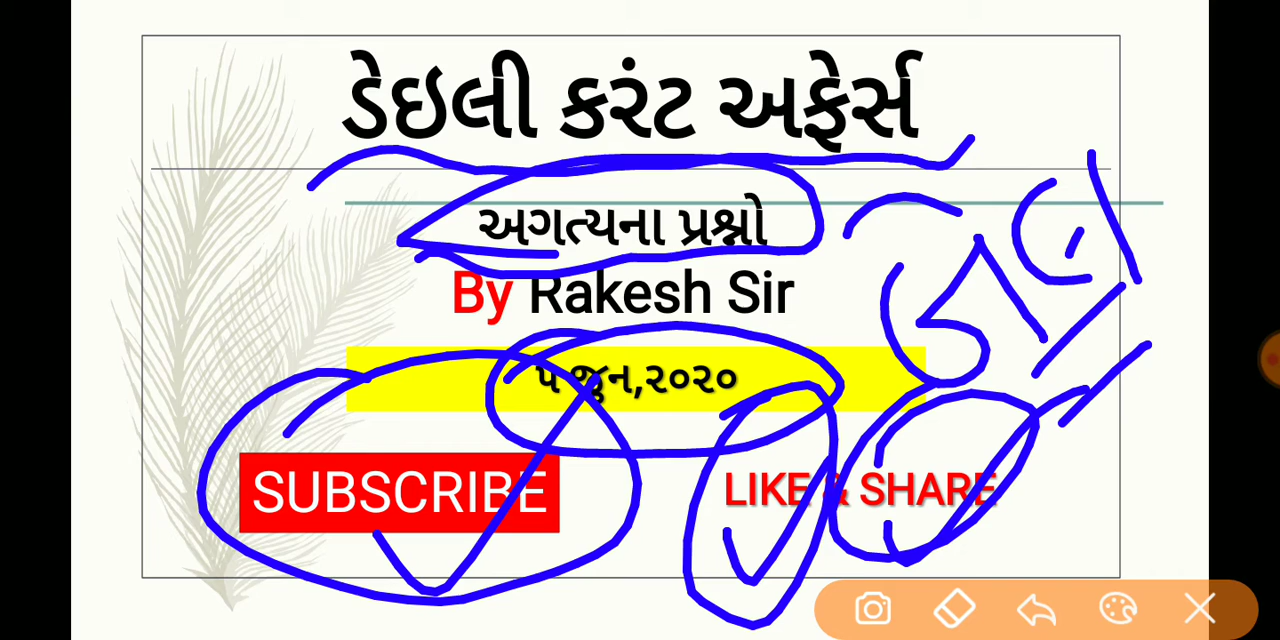 ડેઇલી કરંટ અફેર્સ
અગત્યના પ્રશ્નો
By Rakesh Sir
૫ જુન,૨૦૨૦
SUBSCRIBE
LIKE & SHARE